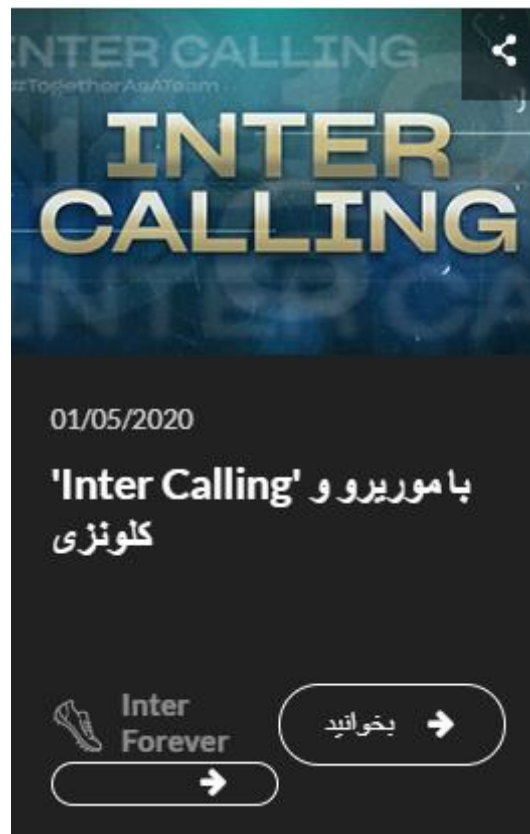 INTER CALLING
#TogetherAsATeam
INTER
CALLING
01/05/2020
'Inter Calling' با موریرو و
کلونزی
Inter
Forever
بخوانید